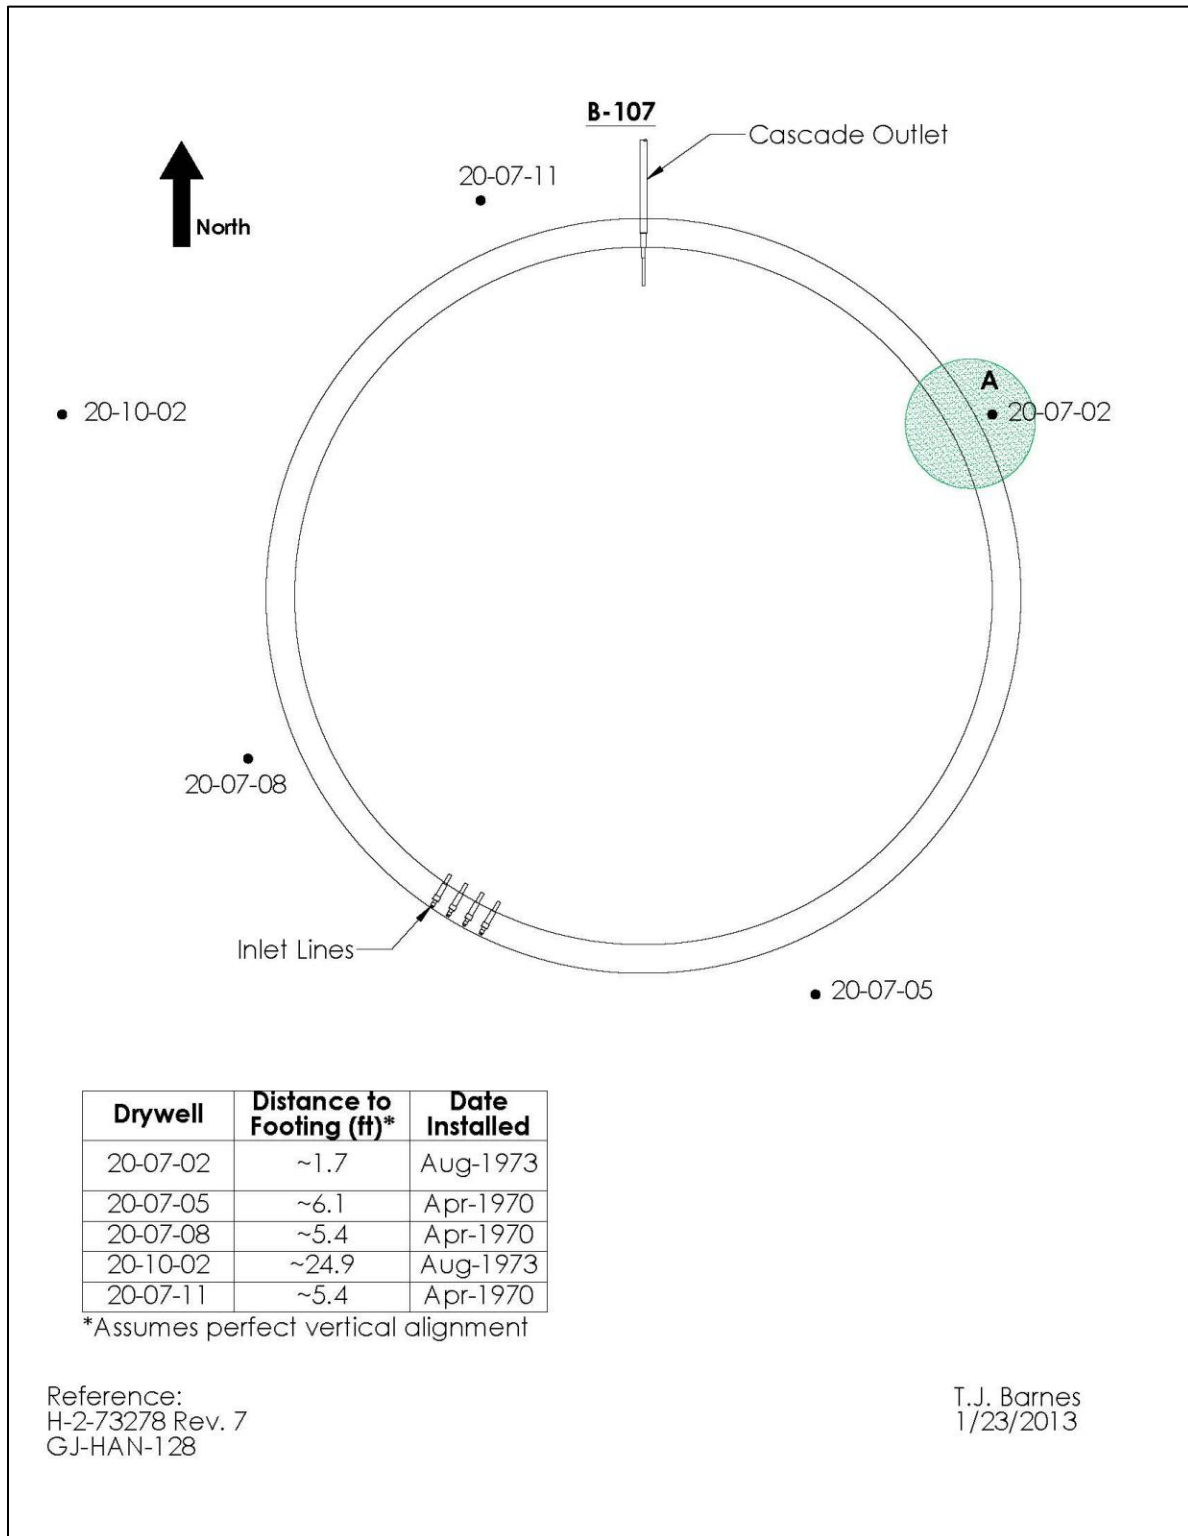 B-107
Cascade Outlet
20-07-11
North
A
20-10-02
20-07-02
20-07-08
Inlet Lines
20-07-05
Drywell Distance to Footing (ft)* Date Installed
20-07-02 ~1.7 Aug-1973
20-07-05 ~6.1 Apr-1970
20-07-08 ~5.4 Apr-1970
20-10-02 ~24.9 Aug-1973
20-07-11 ~5.4 Apr-1970
*Assumes perfect vertical alignment
Reference:
H-2-73278 Rev. 7
GJ-HAN-128
T.J. Barnes
1/23/2013